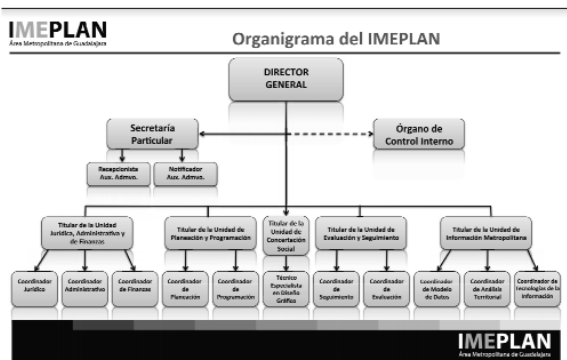 IMEPLAN
Área Metropolitana de Guadalajara
Organigrama del IMEPLAN
DIRECTOR
GENERAL
Secretaría
Particular
Órgano de
Control Interno
Recepcionista
Aux. Admvo.
Notificador
Aux. Admvo.
Titular de la Unidad
Jurídica, Administrativa y
de Finanzas
Titular de la Unidad de
Planeación y Programación
Titular de la
Unidad de
Concertación
Social
Titular de la Unidad de
Evaluación y Seguimiento
Titular de la Unidad de
Información Metropolitana
Coordinador
Jurídico
Coordinador
Administrativo
Coordinador
de Finanzas
Coordinador
de
Planeación
Coordinador
de
Programación
Técnico
Especialista
en Diseño
Gráfico
Coordinador
de
Seguimiento
Coordinador
de
Evaluación
Coordinador
de Modelo
de Datos
Coordinador
de Análisis
Territorial
Coordinador de
Tecnologías de la
Información
IMEPLAN
Área Metropolitana de Guadalajara